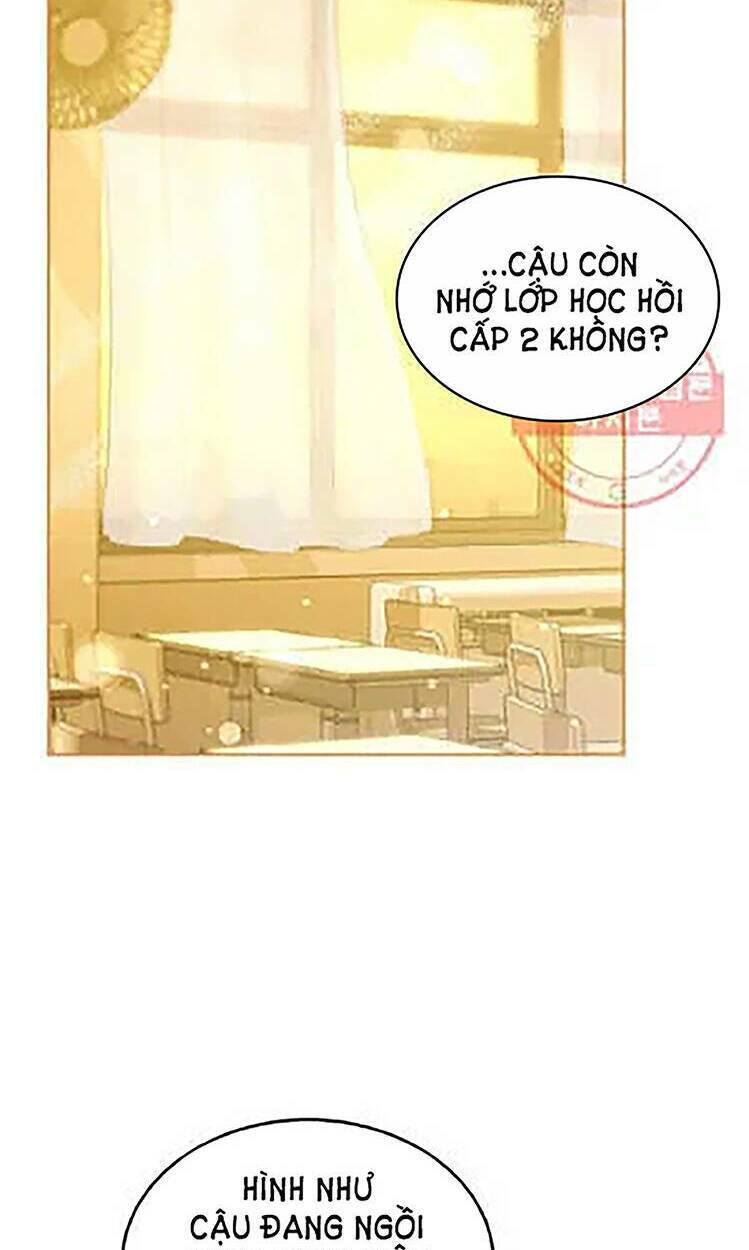 ...CẬU CÒN
NHỚ LỚP HỌC HỒI
CẤP 2 KHÔNG?
HÌNH NHƯ
CẬU ĐANG NGỒI